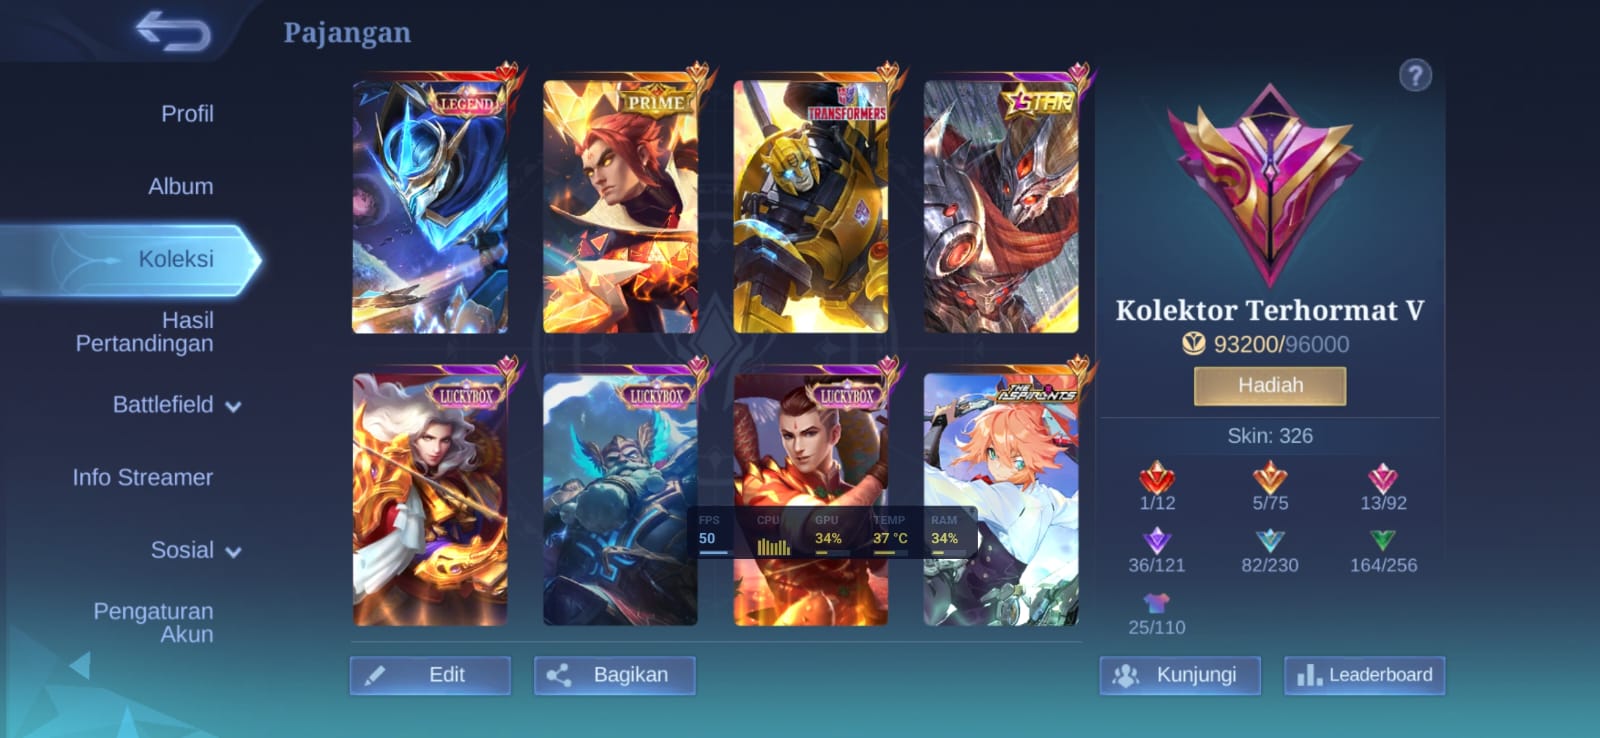 Pajangan
Profil
Album
Koleksi
Hasil
Pertandingan
Battlefield
Info Streamer
Sosial
Pengaturan
Akun
LEGEND
PRIME
TRANSFORMERS
STAR
LUCKYBOX
LUCKYBOX
LUCKYBOX
THE
ASPIRANTS
FPS CPU GPU TEMP RAM
50 34% 37 °C 34%
Edit
Bagikan
?
Kolektor Terhormat V
93200/96000
Hadiah
Skin: 326
1/12 5/75 13/92
36/121 82/230 164/256
25/110
Kunjungi
Leaderboard